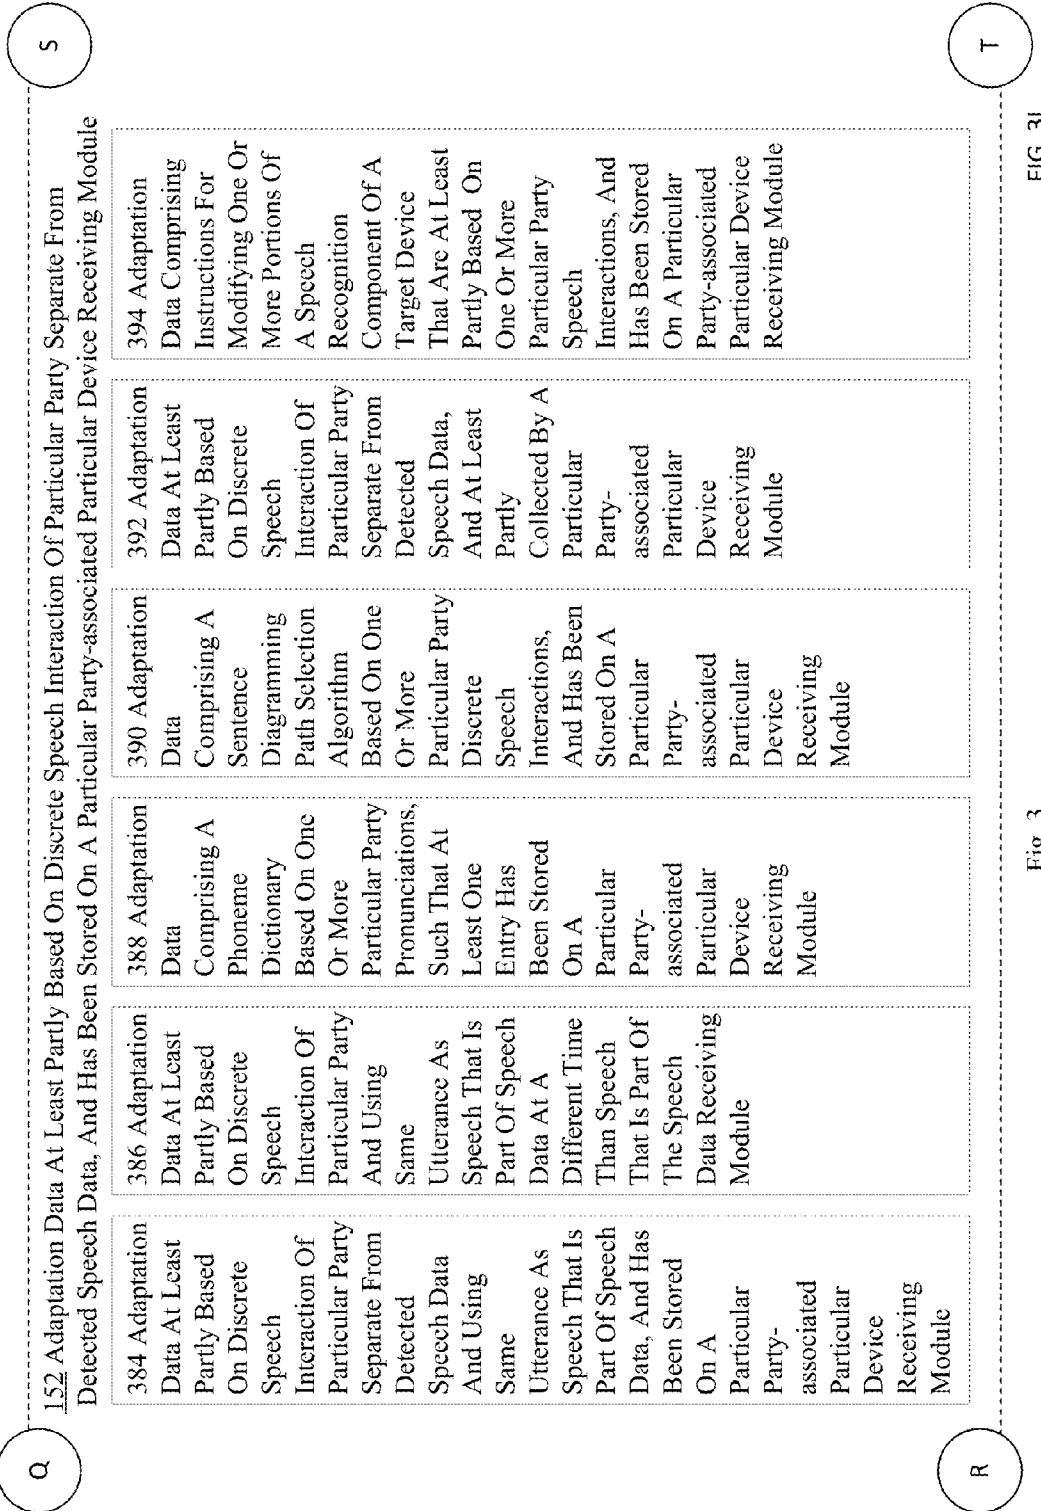 Q
S
152 Adaptation Data At Least Partly Based On Discrete Speech Interaction Of Particular Party Separate From
Detected Speech Data, And Has Been Stored On A Particular Party-associated Particular Device Receiving Module
384 Adaptation
Data At Least
Partly Based
On Discrete
Speech
Interaction Of
Particular Party
Separate From
Detected
Speech Data
And Using
Same
Utterance As
Speech That Is
Part Of Speech
Data, And Has
Been Stored
On A
Particular
Party-
associated
Particular
Device
Receiving
Module
386 Adaptation
Data At Least
Partly Based
On Discrete
Speech
Interaction Of
Particular Party
And Using
Same
Utterance As
Speech That Is
Part Of Speech
Data At A
Different Time
Than Speech
That Is Part Of
The Speech
Data Receiving
Module
388 Adaptation
Data
Comprising A
Phoneme
Dictionary
Based On One
Or More
Particular Party
Pronunciations,
Such That At
Least One
Entry Has
Been Stored
On A
Particular
Party-
associated
Particular
Device
Receiving
Module
390 Adaptation
Data
Comprising A
Sentence
Diagramming
Path Selection
Algorithm
Based On One
Or More
Particular Party
Discrete
Speech
Interactions,
And Has Been
Stored On A
Particular
Party-
associated
Particular
Device
Receiving
Module
392 Adaptation
Data At Least
Partly Based
On Discrete
Speech
Interaction Of
Particular Party
Separate From
Detected
Speech Data,
And At Least
Partly
Collected By A
Particular
Party-
associated
Particular
Device
Receiving
Module
394 Adaptation
Data Comprising
Instructions For
Modifying One Or
More Portions Of
A Speech
Recognition
Component Of A
Target Device
That Are At Least
Partly Based On
One Or More
Particular Party
Speech
Interactions, And
Has Been Stored
On A Particular
Party-associated
Particular Device
Receiving Module
R
T
Fig. 3
FIG.